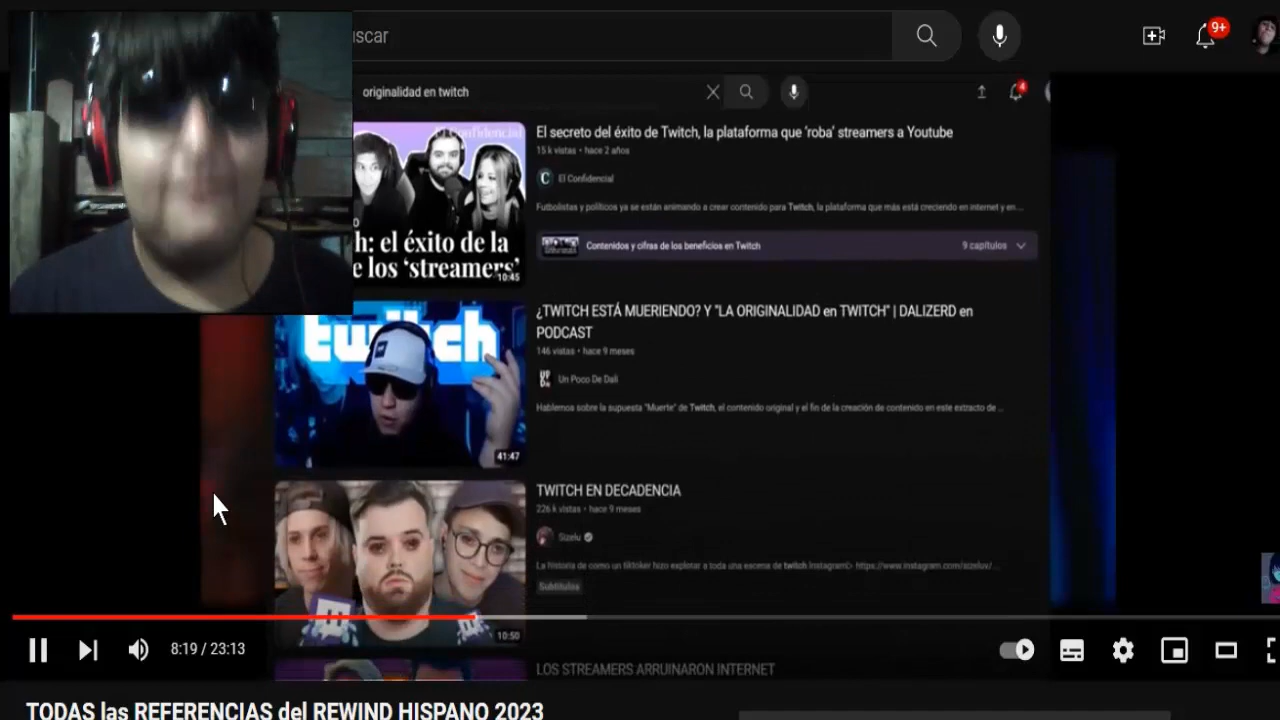 uscar
9+
originalidad en twitch
4
El Confidencial
El secreto del éxito de Twitch, la plataforma que 'roba' streamers a Youtube
15 k vistas • hace 2 años
C El Confidencial
Futbolistas y políticos ya se están animando a crear contenido para Twitch, la plataforma que más está creciendo en internet y en...
h: el éxito de la
e los 'streamers'
10:45
Contenidos y cifras de los beneficios en Twitch
9 capítulos
twitch
¿TWITCH ESTÁ MUERIENDO? Y "LA ORIGINALIDAD en TWITCH" | DALIZERD en
PODCAST
146 vistas • hace 9 meses
Un Poco De Dali
Hablemos sobre la supuesta "Muerte" de Twitch, el contenido original y el fin de la creación de contenido en este extracto de ...
41:47
TWITCH EN DECADENCIA
226 k vistas • hace 9 meses
Sizelu
La historia de como un tiktoker hizo explotar a toda una escena de twitch Instagram▷ https://www.instagram.com/sizeluv/...
Subtítulos
10:50
8:19 / 23:13
LOS STREAMERS ARRUINARON INTERNET
TODAS las REFERENCIAS del REWIND HISPANO 2023